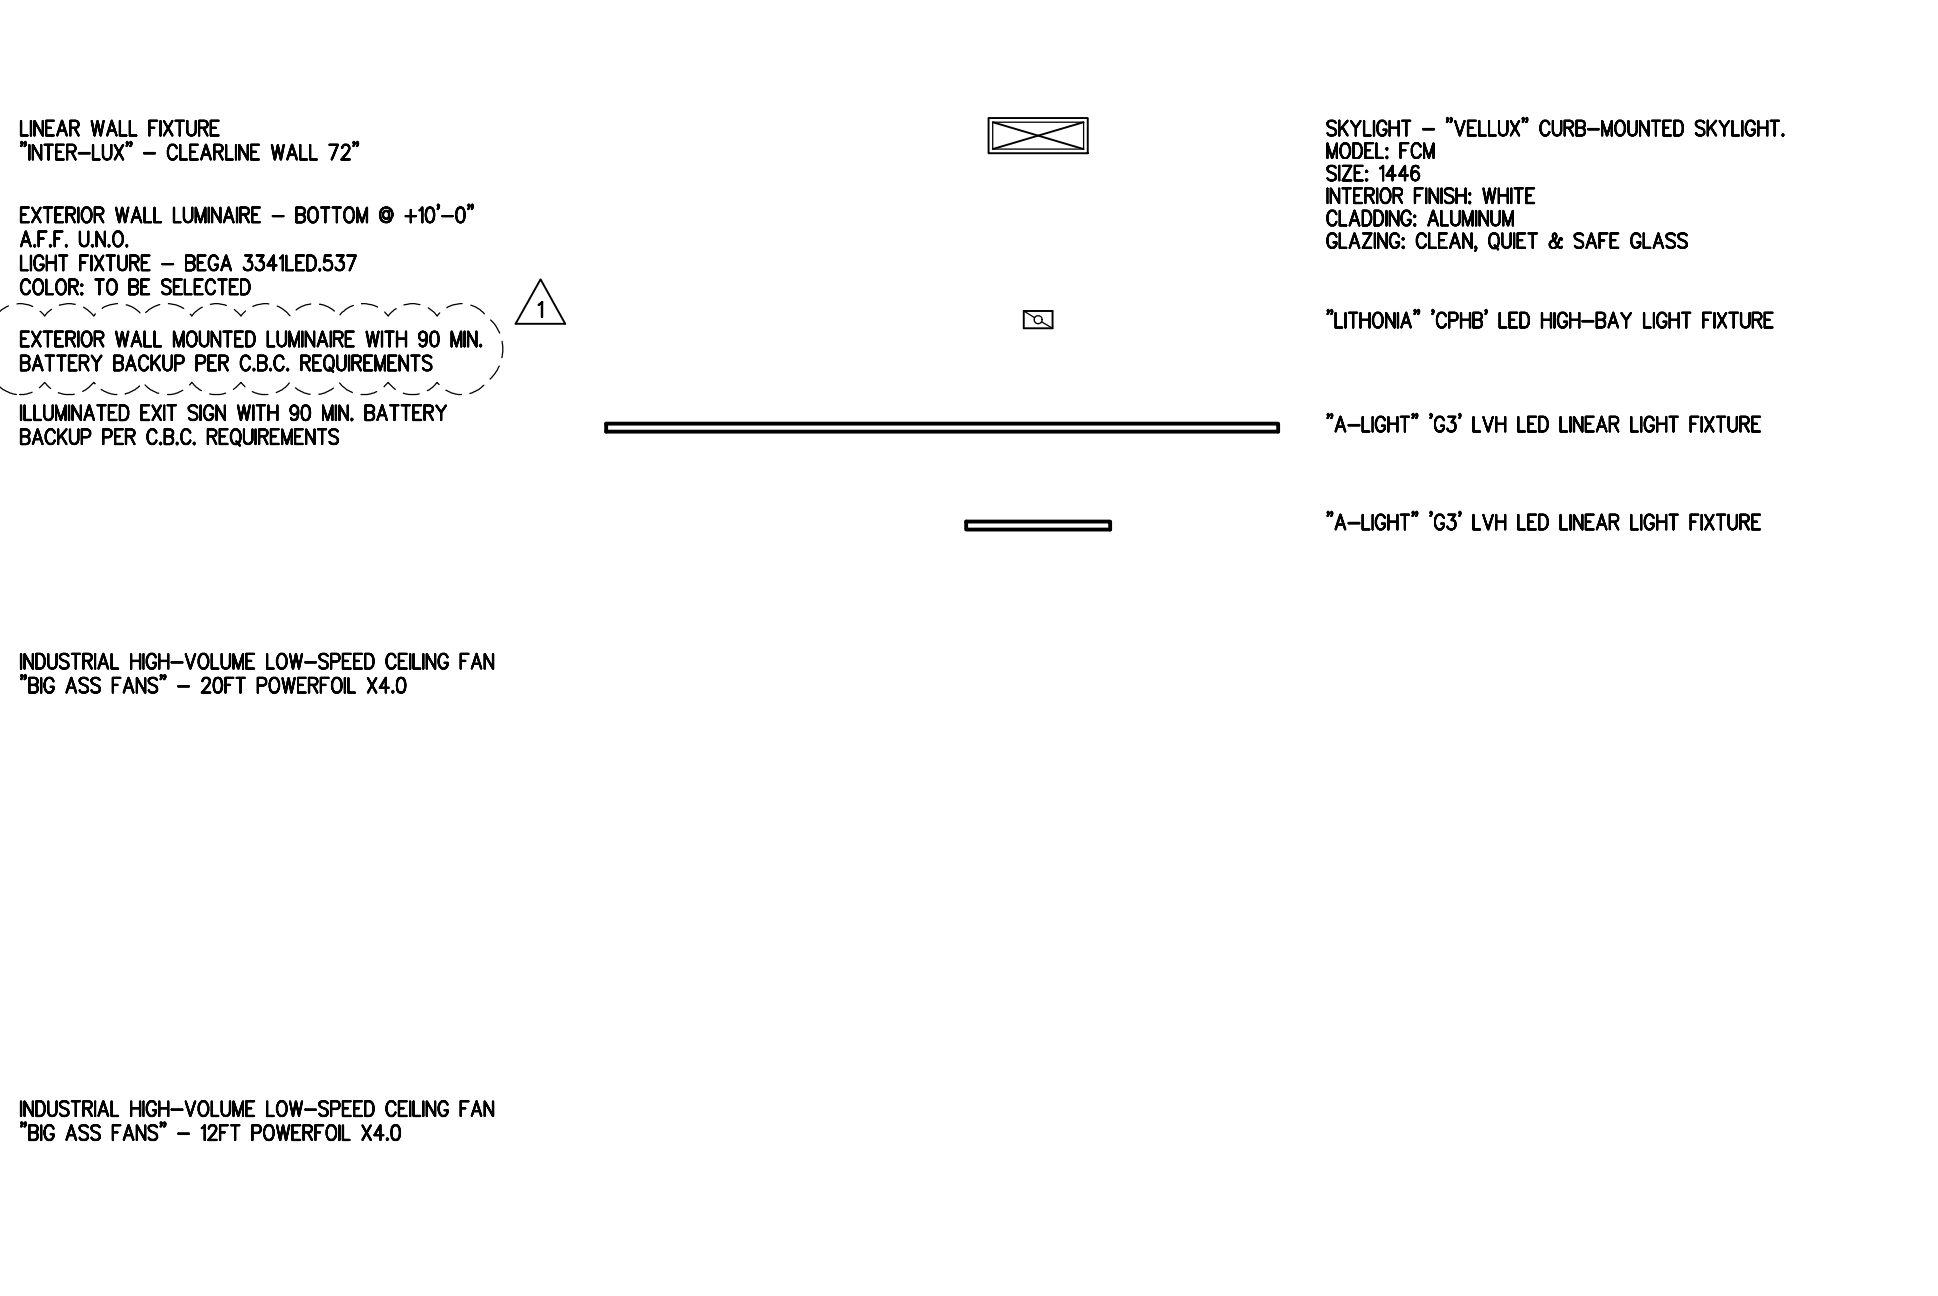 LINEAR WALL FIXTURE
"INTER-LUX" - CLEARLINE WALL 72"
EXTERIOR WALL LUMINAIRE - BOTTOM @ +10'-0"
A.F.F. U.N.O.
LIGHT FIXTURE - BEGA 3341LED.537
COLOR: TO BE SELECTED
1
EXTERIOR WALL MOUNTED LUMINAIRE WITH 90 MIN.
BATTERY BACKUP PER C.B.C. REQUIREMENTS
ILLUMINATED EXIT SIGN WITH 90 MIN. BATTERY
BACKUP PER C.B.C. REQUIREMENTS
INDUSTRIAL HIGH-VOLUME LOW-SPEED CEILING FAN
"BIG ASS FANS" - 20FT POWERFOIL X4.0
INDUSTRIAL HIGH-VOLUME LOW-SPEED CEILING FAN
"BIG ASS FANS" - 12FT POWERFOIL X4.0
SKYLIGHT - "VELLUX" CURB-MOUNTED SKYLIGHT.
MODEL: FCM
SIZE: 1446
INTERIOR FINISH: WHITE
CLADDING: ALUMINUM
GLAZING: CLEAN, QUIET & SAFE GLASS
"LITHONIA" 'CPHB' LED HIGH-BAY LIGHT FIXTURE
"A-LIGHT" 'G3' LVH LED LINEAR LIGHT FIXTURE
"A-LIGHT" 'G3' LVH LED LINEAR LIGHT FIXTURE